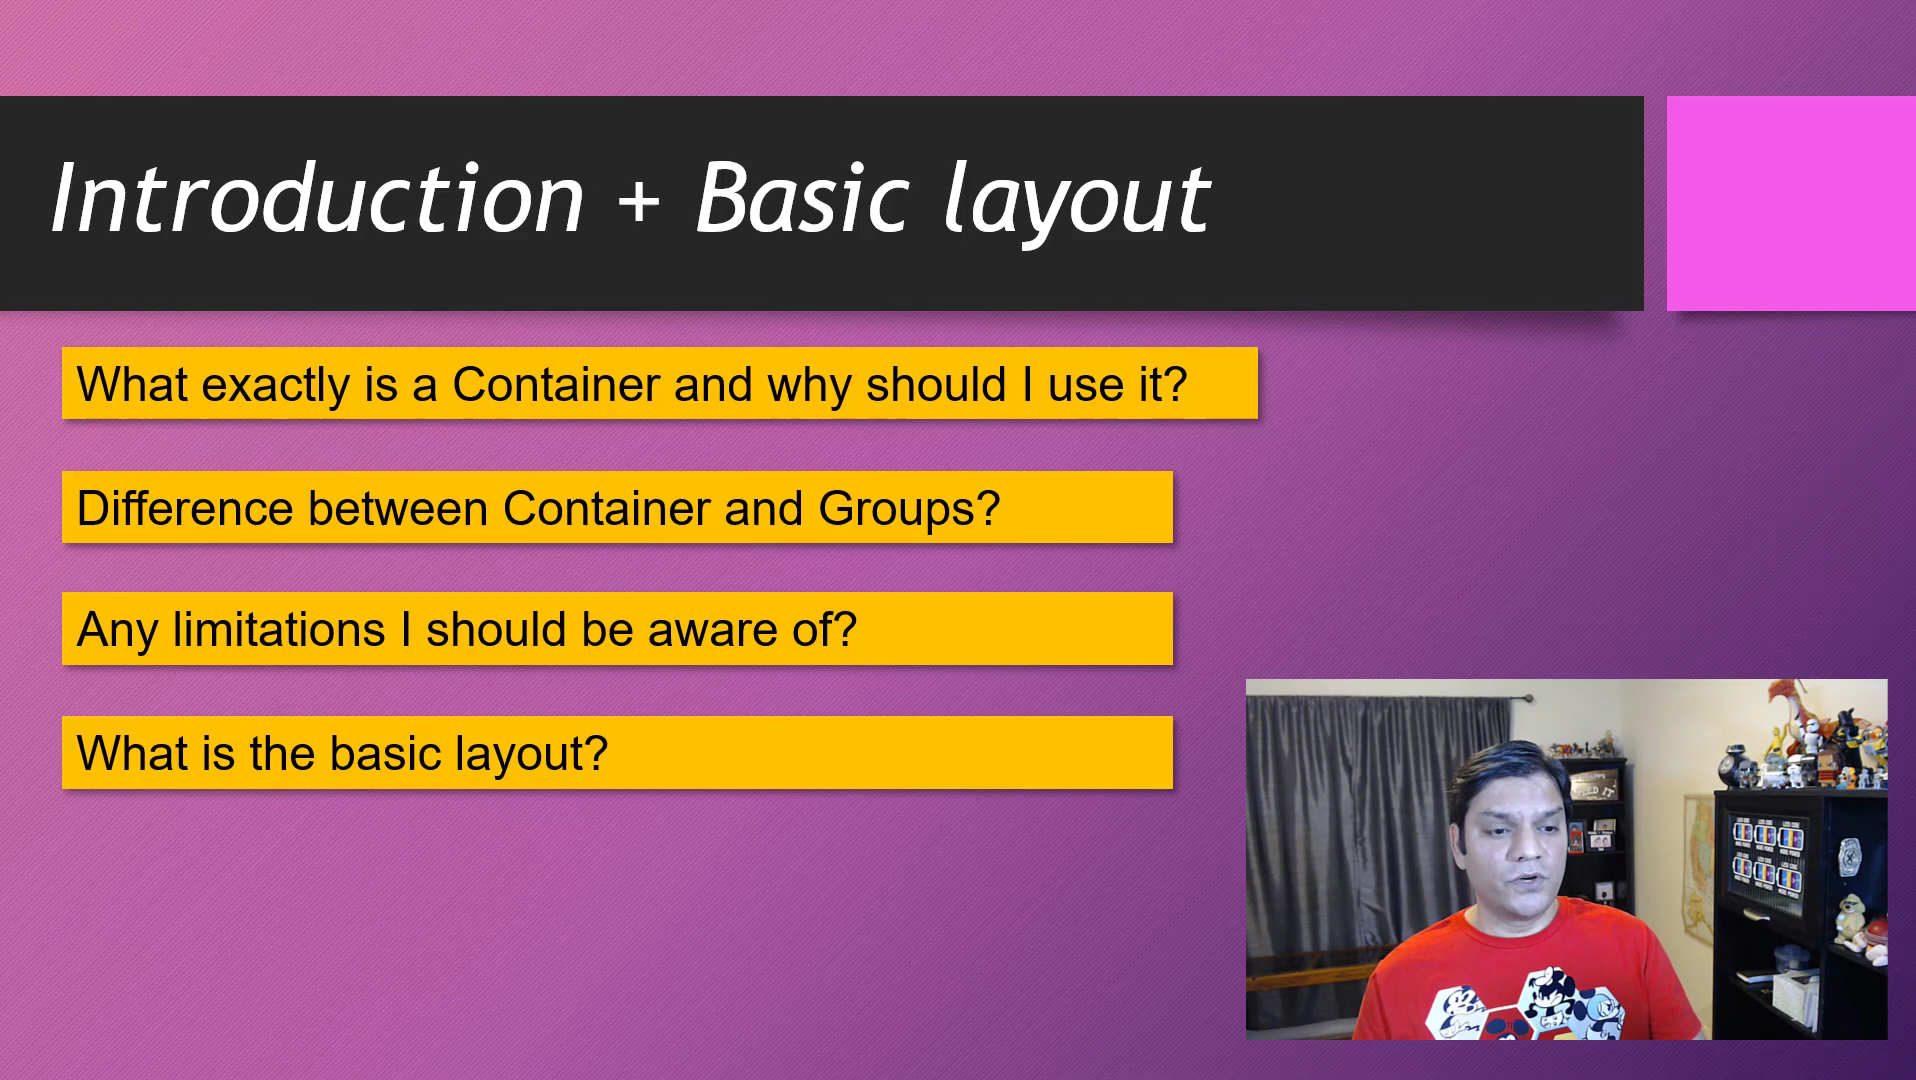 Introduction + Basic layout
What exactly is a Container and why should I use it?
Difference between Container and Groups?
Any limitations I should be aware of?
What is the basic layout?